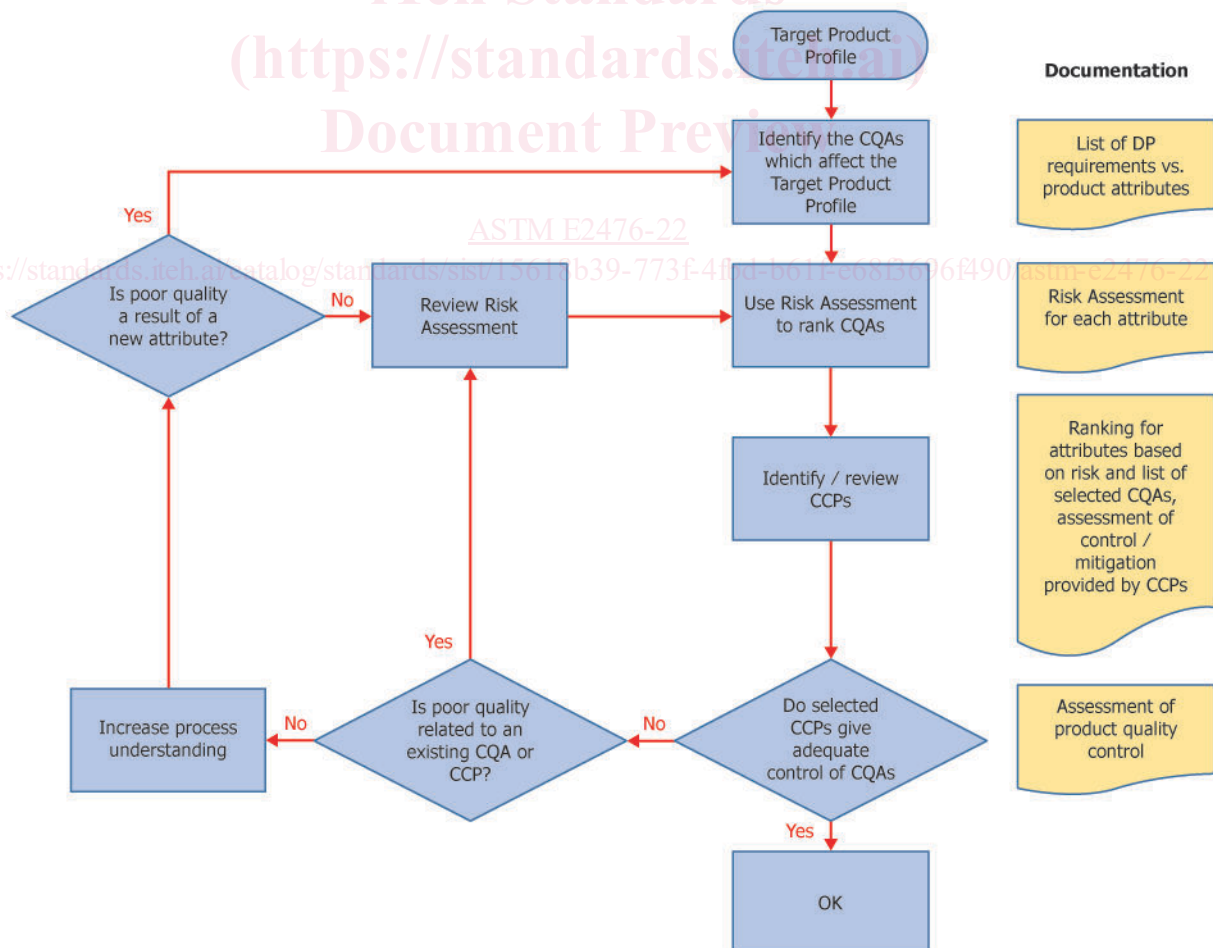 iTeh Standards
(https://standards.iteh.ai)
Document Preview
ASTM E2476-22
Target Product
Profile
Documentation
Identify the CQAs
which affect the
Target Product
Profile
List of DP
requirements vs.
product attributes
Yes
Is poor quality
a result of a
new attribute?
No
Review Risk
Assessment
Use Risk Assessment
to rank CQAs
Risk Assessment
for each attribute
Identify / review
CCPs
Ranking for
attributes based
on risk and list of
selected CQAs,
assessment of
control /
mitigation
provided by CCPs
Yes
Increase process
understanding
No
Is poor quality
related to an
existing CQA or
CCP?
No
Do selected
CCPs give
adequate
control of CQAs
Assessment of
product quality
control
Yes
OK